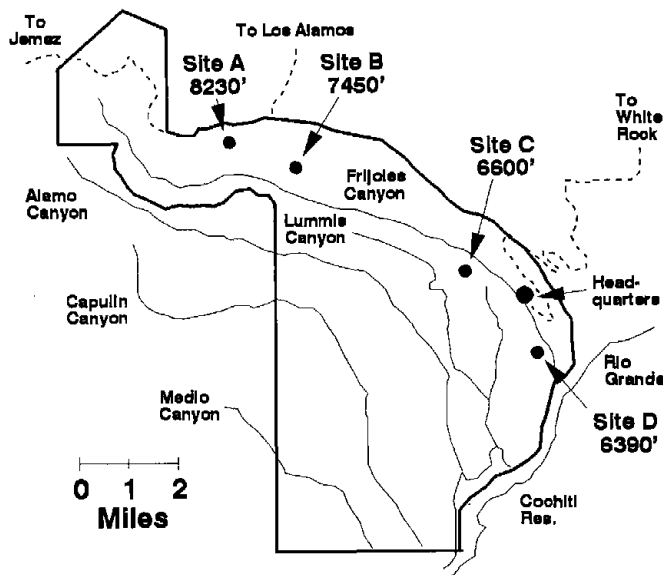 To
Jemez
To Los Alamos
Site A
8230'
Site B
7450'
To
White
Rock
Site C
6600'
Frijoles
Canyon
Alamo
Canyon
Lummis
Canyon
Head-
quarters
Capulin
Canyon
Rio
Grande
Medio
Canyon
Site D
6390'
0 1 2
Miles
Cochiti
Res.